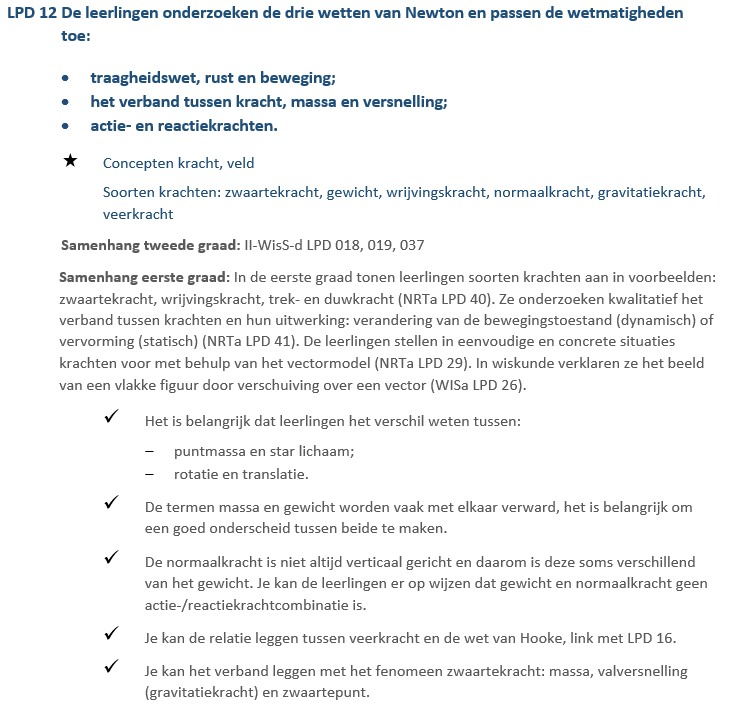 LPD 12 De leerlingen onderzoeken de drie wetten van Newton en passen de wetmatigheden
toe:
• traagheidswet, rust en beweging;
• het verband tussen kracht, massa en versnelling;
• actie- en reactiekrachten.
★ Concepten kracht, veld
Soorten krachten: zwaartekracht, gewicht, wrijvingskracht, normaalkracht, gravitatiekracht,
veerkracht
Samenhang tweede graad: II-WisS-d LPD 018, 019, 037
Samenhang eerste graad: In de eerste graad tonen leerlingen soorten krachten aan in voorbeelden:
zwaartekracht, wrijvingskracht, trek- en duwkracht (NRTa LPD 40). Ze onderzoeken kwalitatief het
verband tussen krachten en hun uitwerking: verandering van de bewegingstoestand (dynamisch) of
vervorming (statisch) (NRTa LPD 41). De leerlingen stellen in eenvoudige en concrete situaties
krachten voor met behulp van het vectormodel (NRTa LPD 29). In wiskunde verklaren ze het beeld
van een vlakke figuur door verschuiving over een vector (WISa LPD 26).
✓ Het is belangrijk dat leerlingen het verschil weten tussen:
– puntmassa en star lichaam;
– rotatie en translatie.
✓ De termen massa en gewicht worden vaak met elkaar verward, het is belangrijk om
een goed onderscheid tussen beide te maken.
✓ De normaalkracht is niet altijd verticaal gericht en daarom is deze soms verschillend
van het gewicht. Je kan de leerlingen er op wijzen dat gewicht en normaalkracht geen
actie-/reactiekrachtcombinatie is.
✓ Je kan de relatie leggen tussen veerkracht en de wet van Hooke, link met LPD 16.
✓ Je kan het verband leggen met het fenomeen zwaartekracht: massa, valversnelling
(gravitatiekracht) en zwaartepunt.